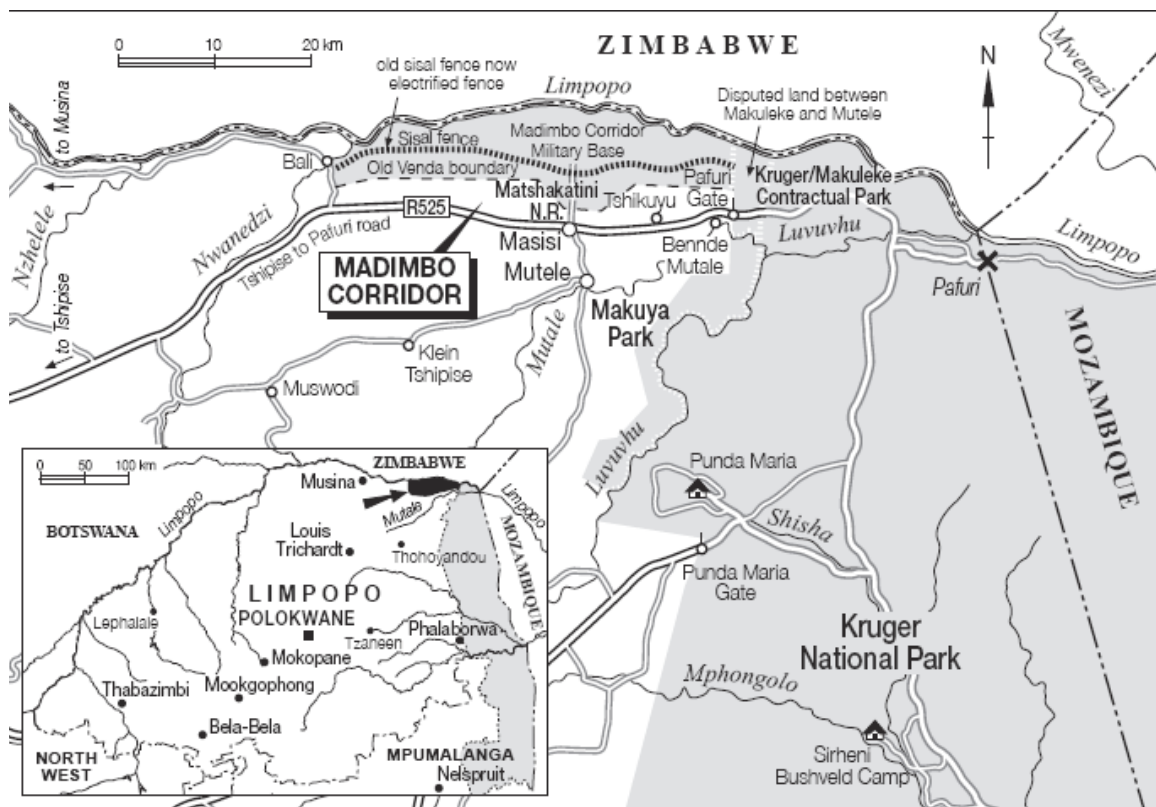 0 10 20 km
ZIMBABWE
N
Mwenezi
to Musina
old sisal fence now
electrified fence
Limpopo
Disputed land between
Makuleke and Mutele
Sisal fence
Madimbo Corridor
Military Base
Bali
Old Venda boundary
Pafuri
Gate
Kruger/Makuleke
Contractual Park
Matshakatini
N.R.
Tshikuyu
R525
Nzhelele
Nwanedzi
Masisi
Bennde
Mutale
Luvuvhu
Limpopo
Tshipise to Pafuri road
MADIMBO
CORRIDOR
Mutele
Pafuri
to Tshipise
Makuya
Park
MOZAMBIQUE
Mutale
Klein
Tshipise
Muswodi
Luvuvhu
Punda Maria
Shisha
Punda Maria
Gate
Kruger
National Park
Mphongolo
Sirheni
Bushveld Camp
0 50 100 km
ZIMBABWE
Musina
BOTSWANA
Limpopo
Mutale
Limpopo
Louis
Trichardt
Thohoyandou
MOZAMBIQUE
LIMPOPO
POLOKWANE
Lephalale
Tzaneen
Phalaborwa
Mokopane
Thabazimbi
Mookgophong
Bela-Bela
NORTH
WEST
MPUMALANGA
Nelspruit